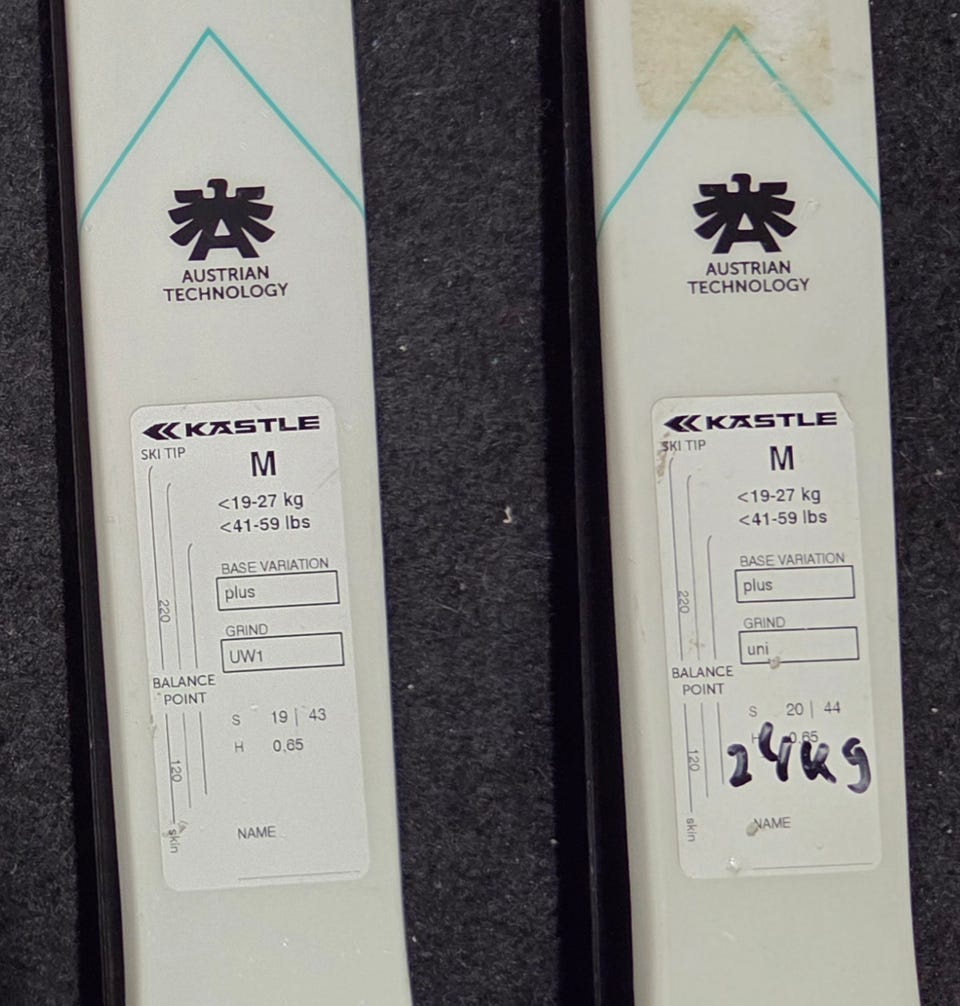 AUSTRIAN
TECHNOLOGY
KÄSTLE
SKI TIP
M
<19-27 kg
<41-59 lbs
BASE VARIATION
plus
GRIND
UW1
220
BALANCE
POINT
S 19 | 43
H 0,65
120
skin
NAME
AUSTRIAN
TECHNOLOGY
KÄSTLE
SKI TIP
M
<19-27 kg
<41-59 lbs
BASE VARIATION
plus
GRIND
uni
220
BALANCE
POINT
S 20 | 44
H 0,65
24kg
120
skin
NAME